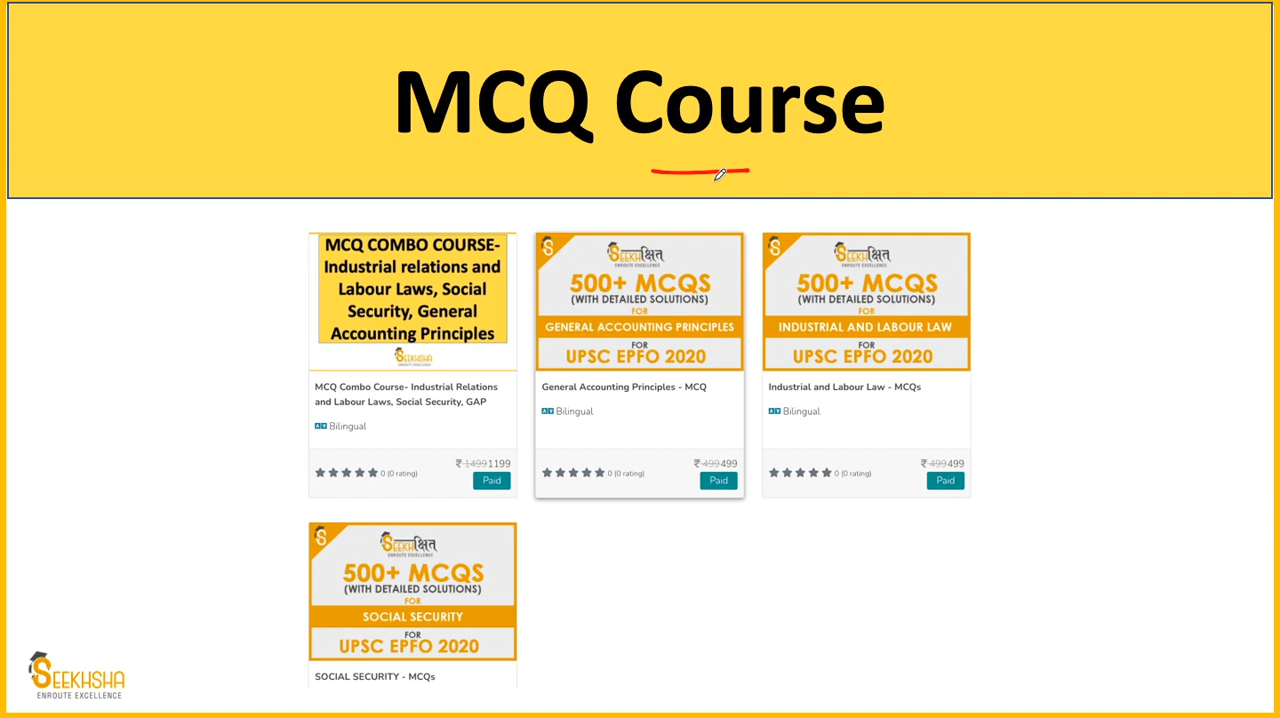 MCQ Course
MCQ COMBO COURSE-
Industrial relations and
Labour Laws, Social
Security, General
Accounting Principles
SEEKHSHA
ENROUTE EXCELLENCE
MCQ Combo Course- Industrial Relations
and Labour Laws, Social Security, GAP
Bilingual
0 (0 rating)
₹ 1499 1199
Paid
S
SEEKHक्षित
ENROUTE EXCELLENCE
500+ MCQS
(WITH DETAILED SOLUTIONS)
FOR
GENERAL ACCOUNTING PRINCIPLES
FOR
UPSC EPFO 2020
General Accounting Principles - MCQ
Bilingual
0 (0 rating)
₹ 499 499
Paid
S
SEEKHक्षित
ENROUTE EXCELLENCE
500+ MCQS
(WITH DETAILED SOLUTIONS)
FOR
INDUSTRIAL AND LABOUR LAW
FOR
UPSC EPFO 2020
Industrial and Labour Law - MCQs
Bilingual
0 (0 rating)
₹ 499 499
Paid
S
SEEKHक्षित
ENROUTE EXCELLENCE
500+ MCQS
(WITH DETAILED SOLUTIONS)
FOR
SOCIAL SECURITY
FOR
UPSC EPFO 2020
SOCIAL SECURITY - MCQs
SEEKHSHA
ENROUTE EXCELLENCE